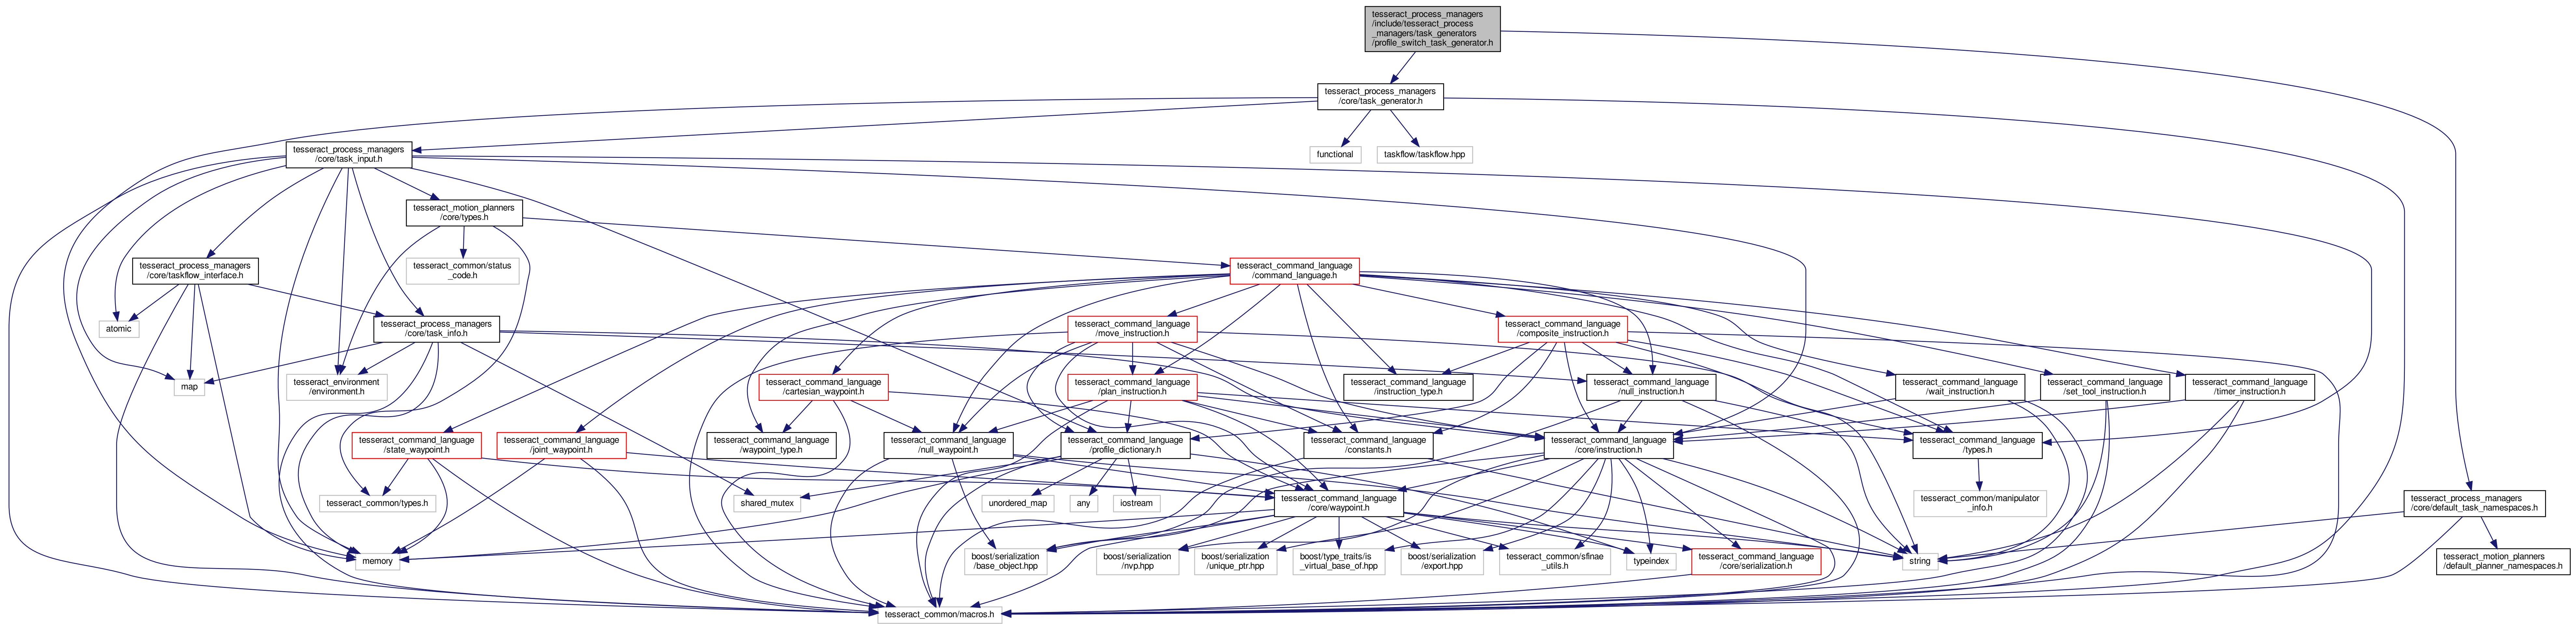 tesseract_process_managers
/include/tesseract_process
_managers/task_generators
/profile_switch_task_generator.h
tesseract_process_managers
/core/task_generator.h
tesseract_process_managers
/core/task_input.h
functional
taskflow/taskflow.hpp
tesseract_motion_planners
/core/types.h
tesseract_process_managers
/core/taskflow_interface.h
tesseract_common/status
_code.h
tesseract_command_language
/command_language.h
atomic
tesseract_process_managers
/core/task_info.h
tesseract_command_language
/move_instruction.h
tesseract_command_language
/composite_instruction.h
map
tesseract_environment
/environment.h
tesseract_command_language
/cartesian_waypoint.h
tesseract_command_language
/plan_instruction.h
tesseract_command_language
/instruction_type.h
tesseract_command_language
/null_instruction.h
tesseract_command_language
/wait_instruction.h
tesseract_command_language
/set_tool_instruction.h
tesseract_command_language
/timer_instruction.h
tesseract_command_language
/state_waypoint.h
tesseract_command_language
/joint_waypoint.h
tesseract_command_language
/waypoint_type.h
tesseract_command_language
/null_waypoint.h
tesseract_command_language
/profile_dictionary.h
tesseract_command_language
/constants.h
tesseract_command_language
/core/instruction.h
tesseract_command_language
/types.h
tesseract_common/types.h
shared_mutex
unordered_map
any
iostream
tesseract_command_language
/core/waypoint.h
tesseract_common/manipulator
_info.h
tesseract_process_managers
/core/default_task_namespaces.h
memory
boost/serialization
/base_object.hpp
boost/serialization
/nvp.hpp
boost/serialization
/unique_ptr.hpp
boost/type_traits/is
_virtual_base_of.hpp
boost/serialization
/export.hpp
tesseract_common/sfinae
_utils.h
typeindex
tesseract_command_language
/core/serialization.h
string
tesseract_motion_planners
/default_planner_namespaces.h
tesseract_common/macros.h